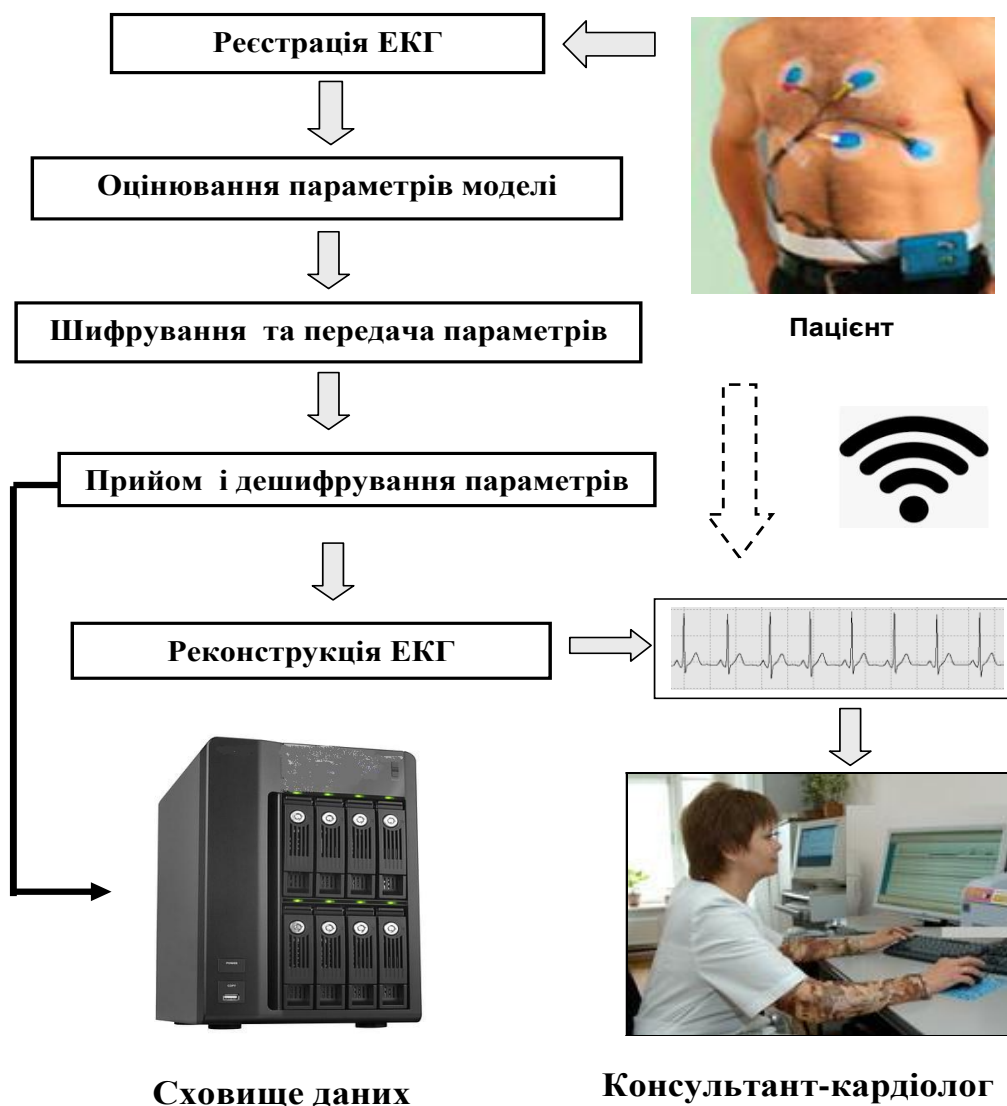 Реєстрація ЕКГ
Оцінювання параметрів моделі
Шифрування та передача параметрів
Пацієнт
Прийом і дешифрування параметрів
Реконструкція ЕКГ
Сховище даних
Консультант-кардіолог